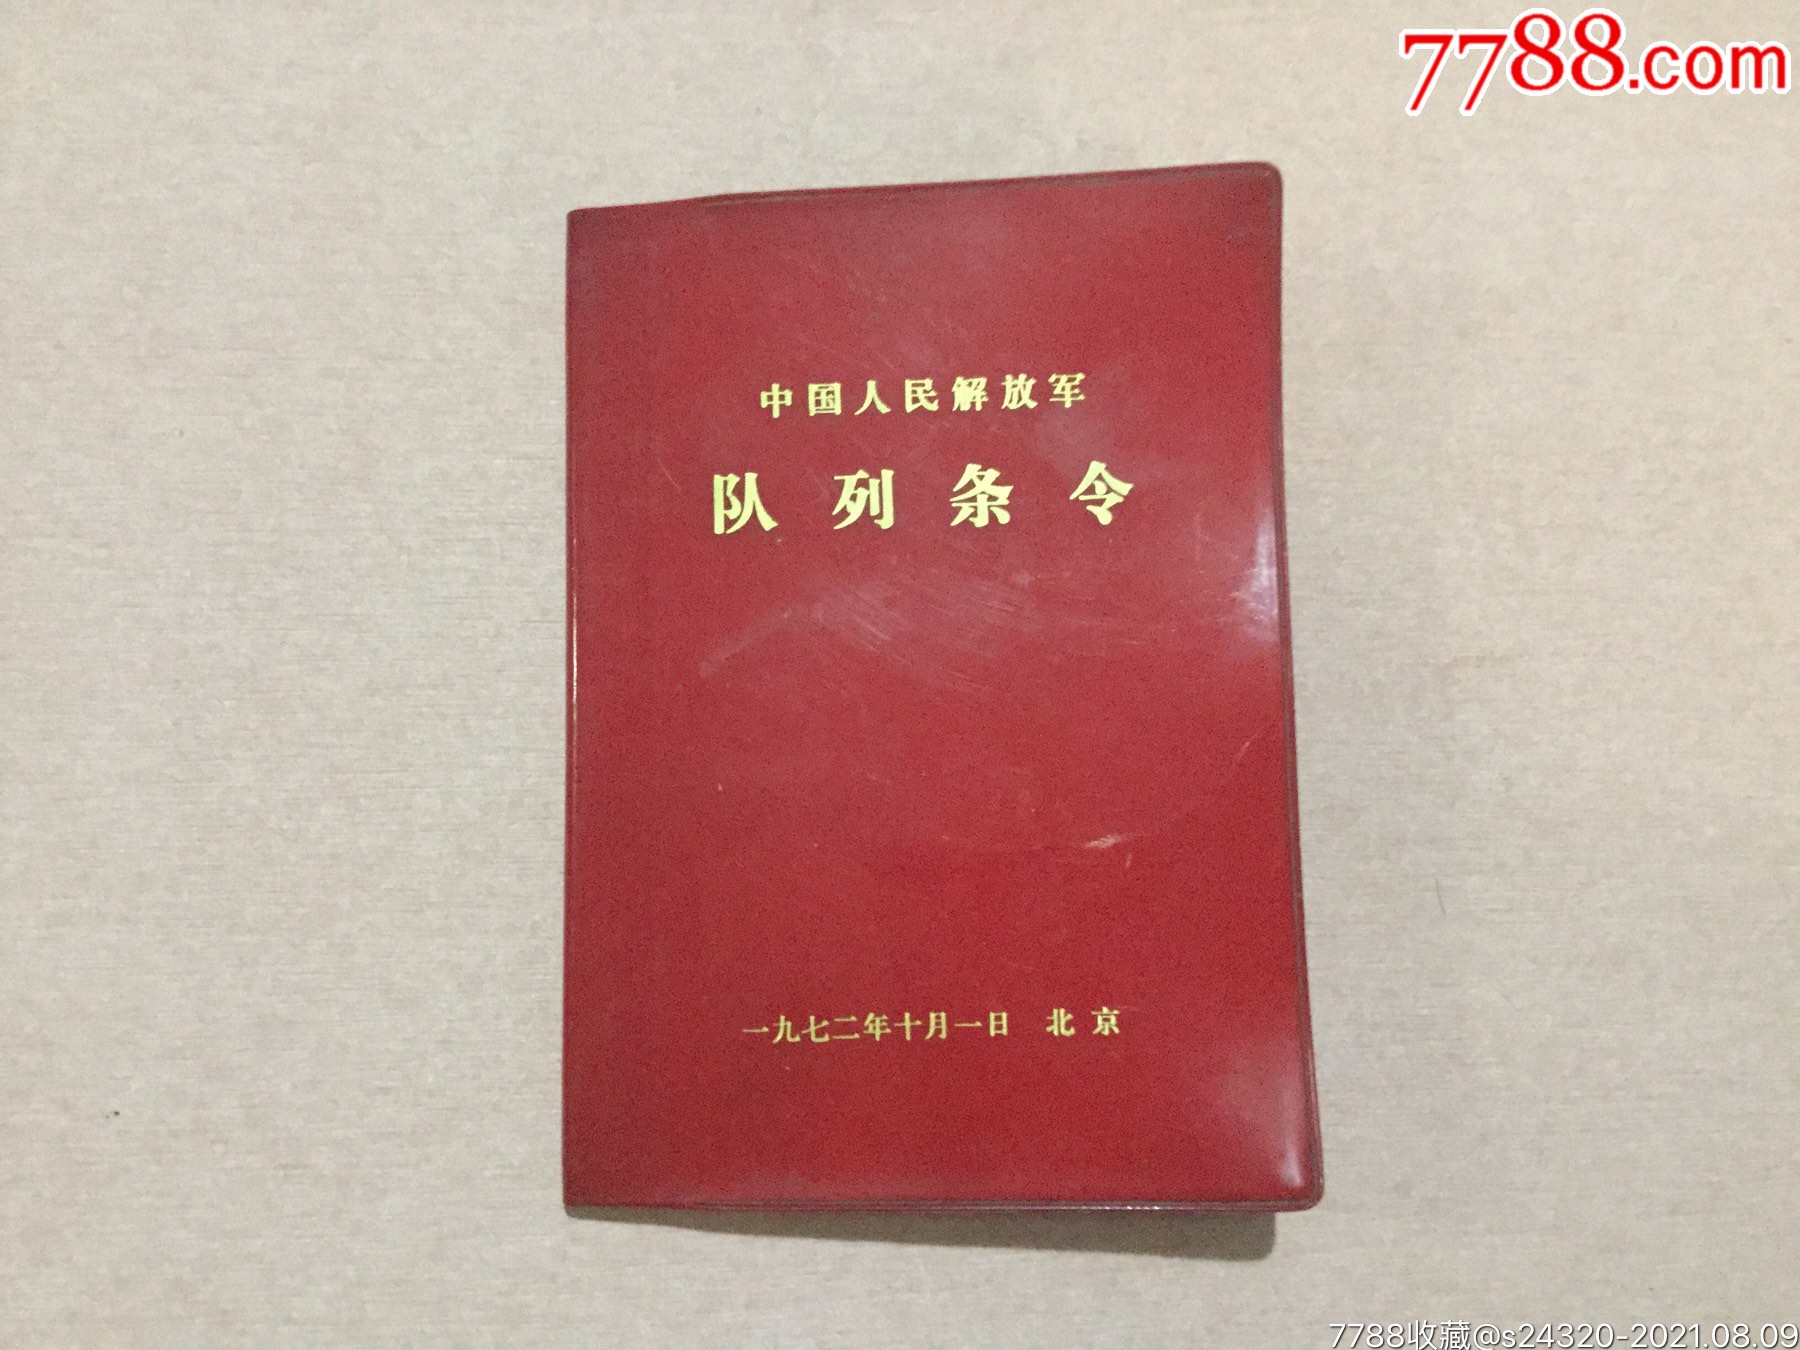 7788.com
中国人民解放军
队列条令
一九七二年十月一日 北京
7788收藏@s24320-2021.08.09